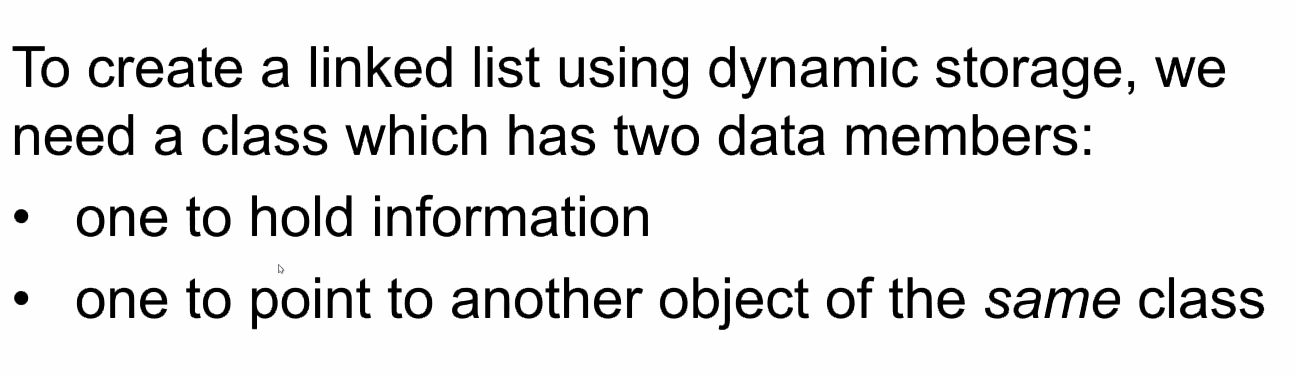 To create a linked list using dynamic storage, we
need a class which has two data members:
• one to hold information
• one to point to another object of the same class